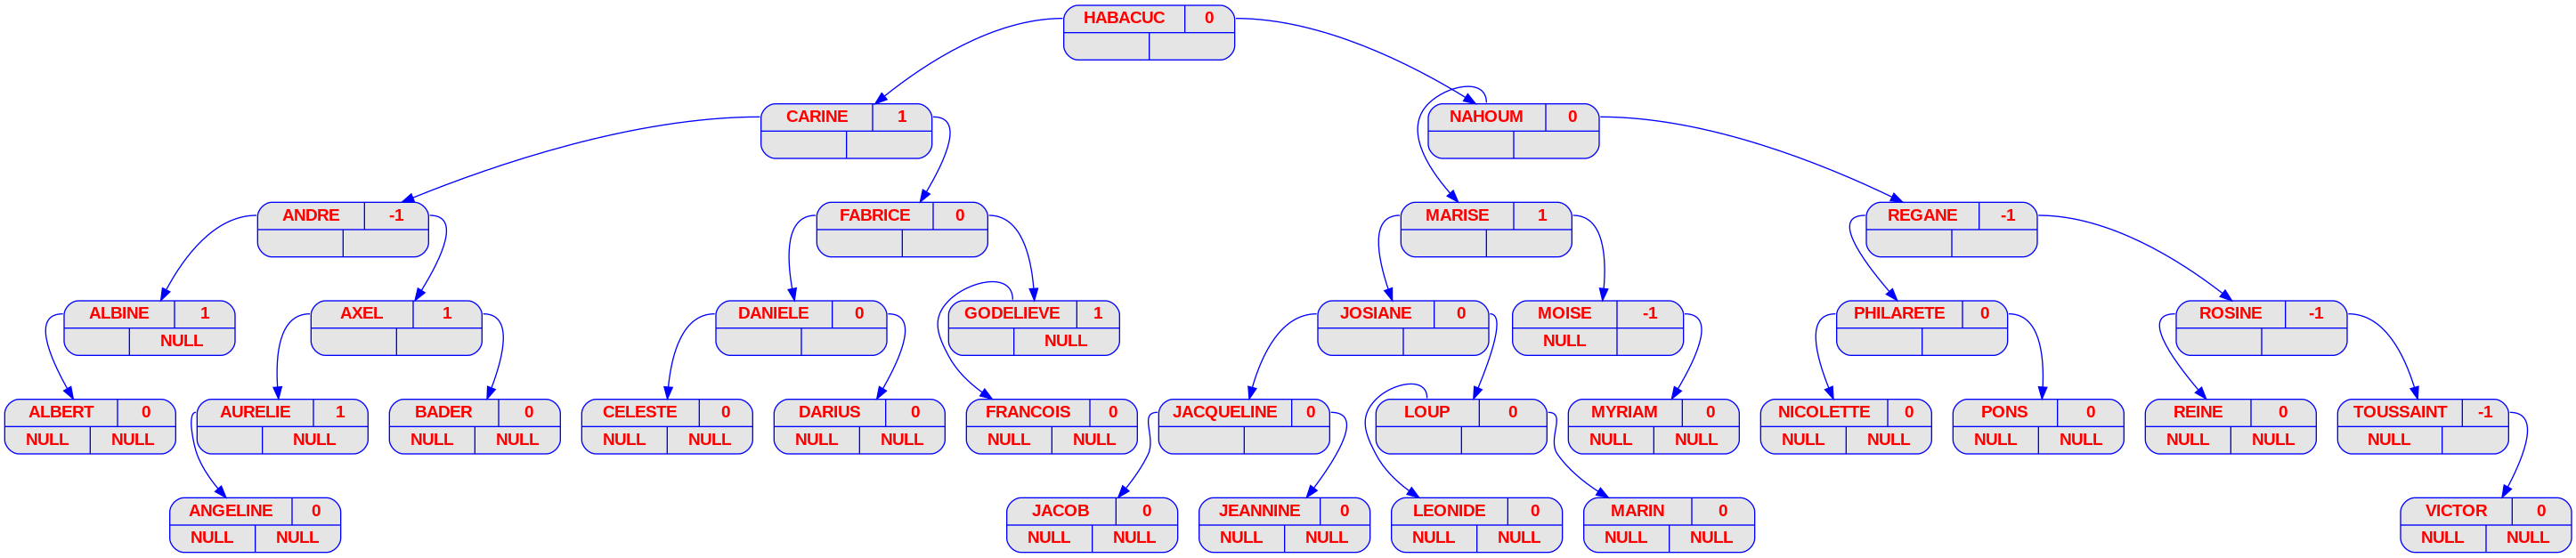 HABACUC 0
CARINE 1 NAHOUM 0
ANDRE -1 FABRICE 0 MARISE 1 REGANE -1
ALBINE 1 AXEL 1 DANIELE 0 GODELIEVE 1 JOSIANE 0 MOISE -1 PHILARETE 0 ROSINE -1
NULL NULL NULL
ALBERT 0 AURELIE 1 BADER 0 CELESTE 0 DARIUS 0 FRANCOIS 0 JACQUELINE 0 LOUP 0 MYRIAM 0 NICOLETTE 0 PONS 0 REINE 0 TOUSSAINT -1
NULL NULL NULL NULL NULL NULL NULL NULL NULL NULL NULL NULL NULL NULL NULL NULL NULL NULL NULL NULL
ANGELINE 0 JACOB 0 JEANNINE 0 LEONIDE 0 MARIN 0 VICTOR 0
NULL NULL NULL NULL NULL NULL NULL NULL NULL NULL NULL NULL